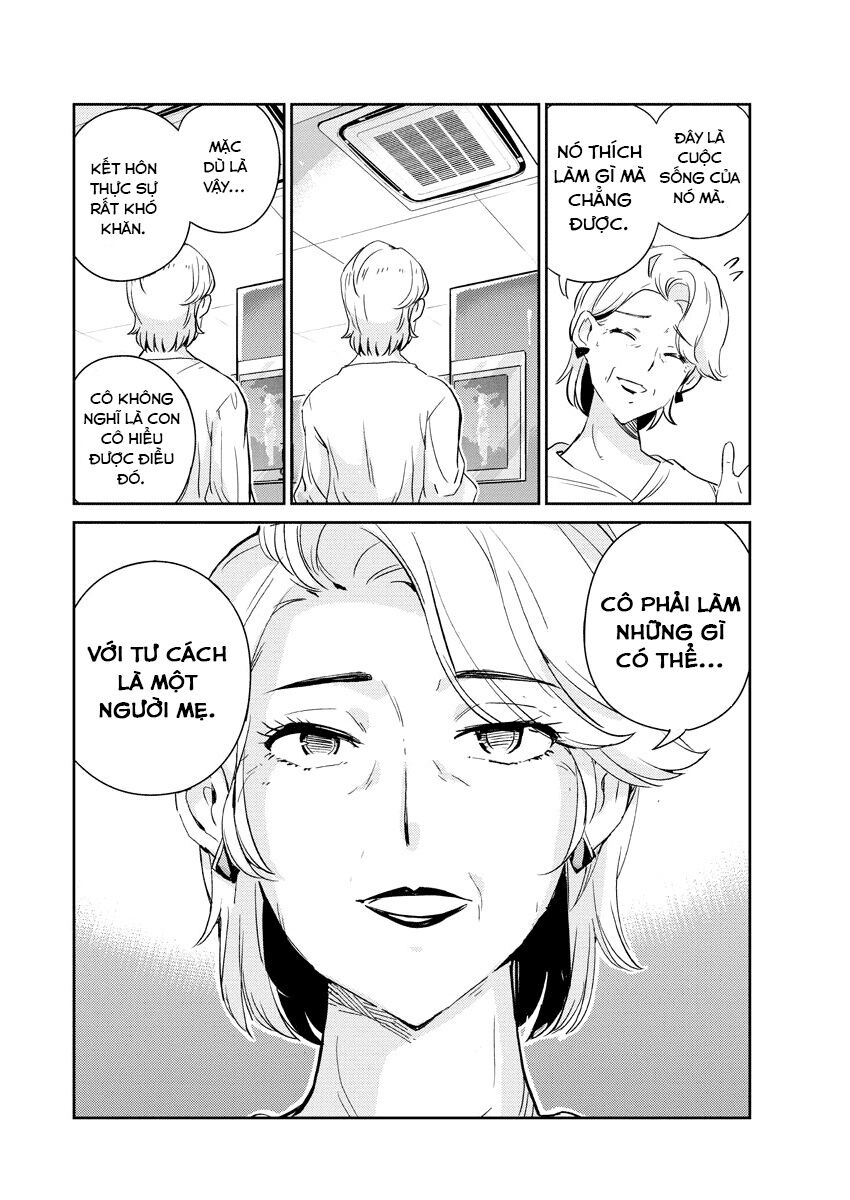 ĐÂY LÀ
CUỘC
SỐNG CỦA
NÓ MÀ.
NÓ THÍCH
LÀM GÌ MÀ
CHẲNG
ĐƯỢC.
MẶC
DÙ LÀ
VẬY...
KẾT HÔN
THỰC SỰ
RẤT KHÓ
KHĂN.
CÔ KHÔNG
NGHĨ LÀ CON
CÔ HIỂU
ĐƯỢC ĐIỀU
ĐÓ.
CÔ PHẢI LÀM
NHỮNG GÌ
CÓ THỂ...
VỚI TƯ CÁCH
LÀ MỘT
NGƯỜI MẸ.